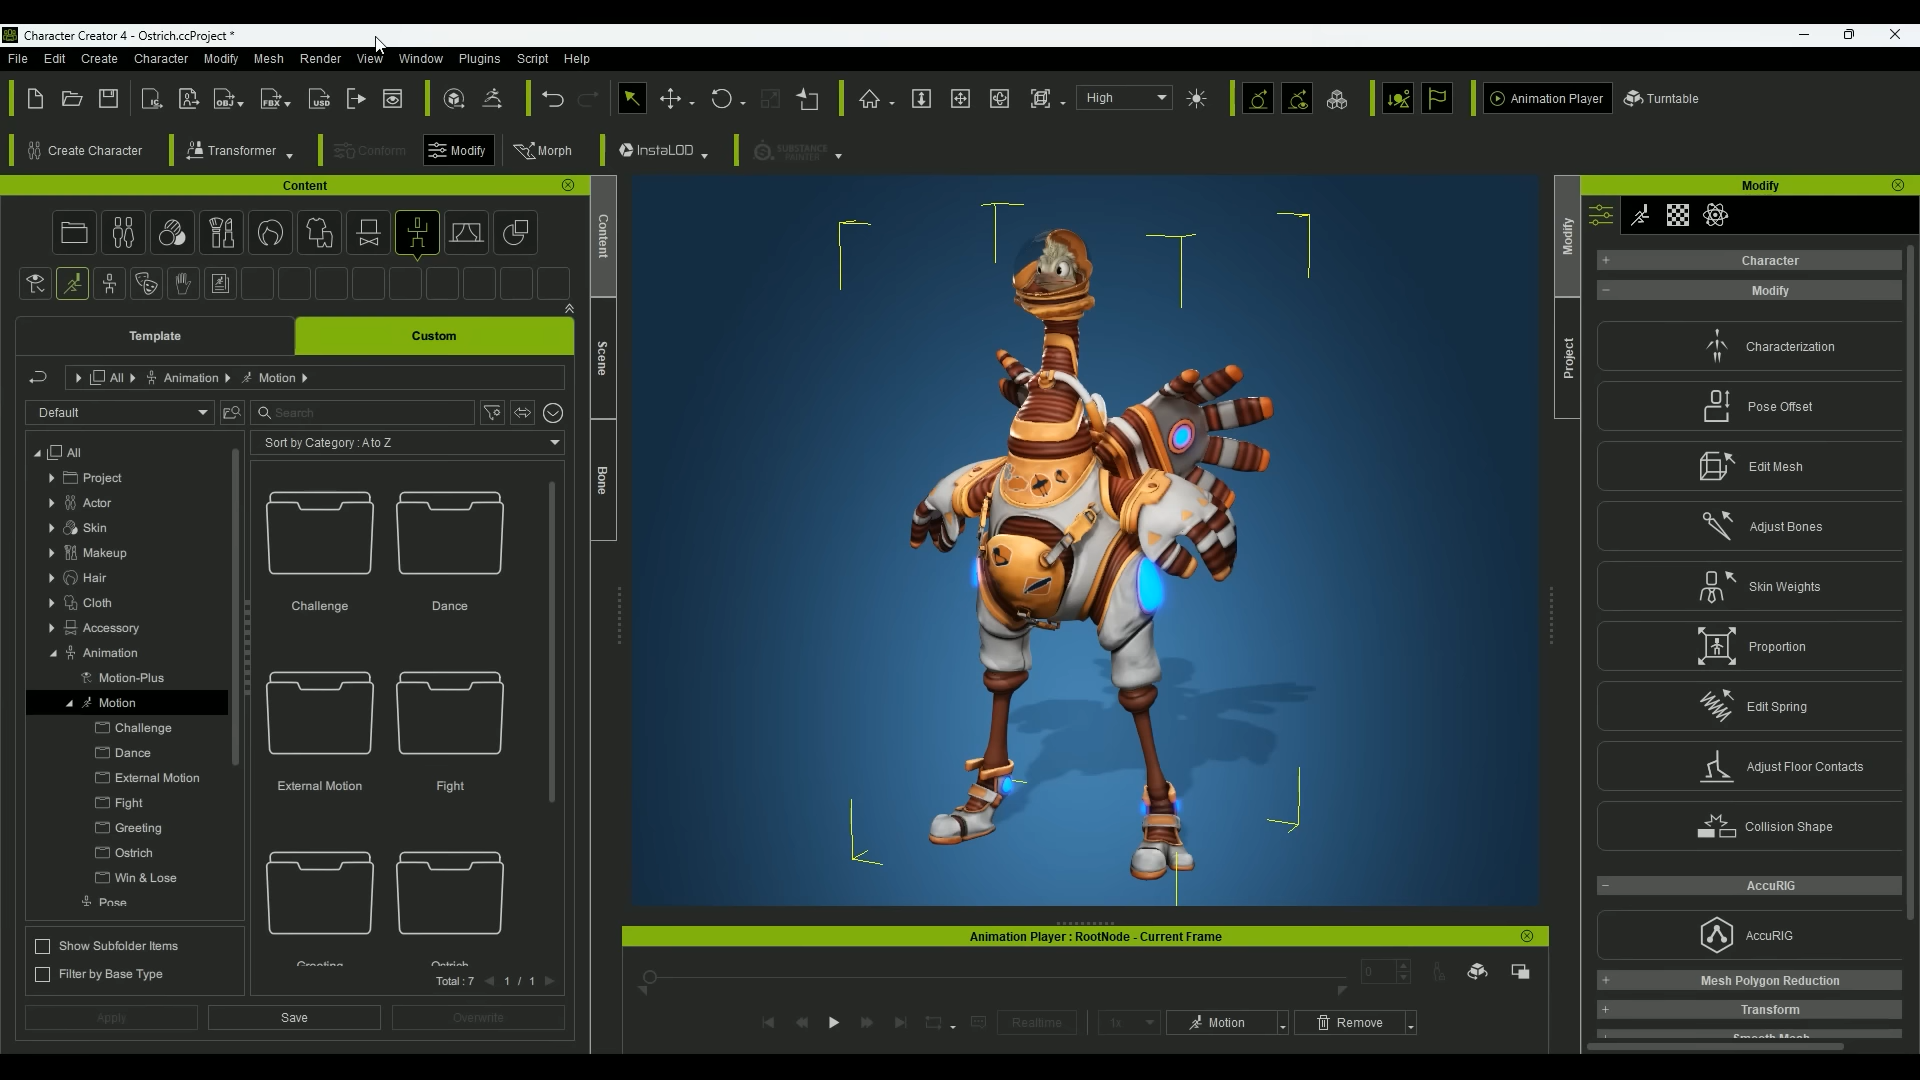 Character Creator 4 - Ostrich.ccProject *
File Edit Create Character Modify Mesh Render View Window Plugins Script Help
High
Animation Player
Turntable
Create Character
Transformer
Conform
Modify
Morph
InstaLOD
SUBSTANCE PAINTER
Content
Template
Custom
All
Animation
Motion
Default
Search
Sort by Category : A to Z
All
Project
Actor
Skin
Makeup
Hair
Cloth
Accessory
Animation
Motion-Plus
Motion
Challenge
Dance
External Motion
Fight
Greeting
Ostrich
Win & Lose
Pose
Challenge
Dance
External Motion
Fight
Greeting
Ostrich
Show Subfolder Items
Filter by Base Type
Total : 7
1 / 1
Apply
Save
Overwrite
Content
Scene
Bone
Animation Player : RootNode - Current Frame
0
Realtime
1x
Motion
Remove
Modify
Project
Modify
Character
Modify
Characterization
Pose Offset
Edit Mesh
Adjust Bones
Skin Weights
Proportion
Edit Spring
Adjust Floor Contacts
Collision Shape
AccuRIG
AccuRIG
Mesh Polygon Reduction
Transform
Smooth Mesh